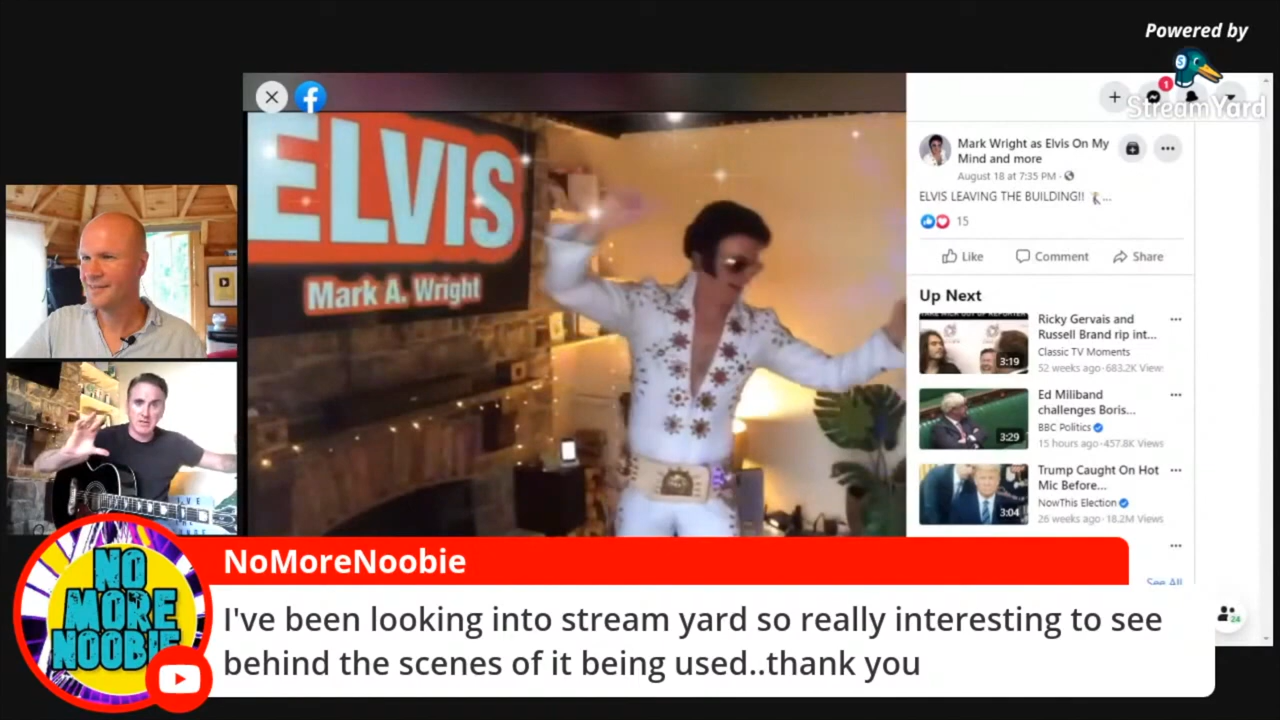 Powered by
StreamYard
ELVIS
Mark A. Wright
1
Mark Wright as Elvis On My
Mind and more
August 18 at 7:35 PM ·
ELVIS LEAVING THE BUILDING!! ...
15
Like
Comment
Share
Up Next
3:19
Ricky Gervais and
Russell Brand rip int...
Classic TV Moments
52 weeks ago · 683.2K Views
3:29
Ed Miliband
challenges Boris...
BBC Politics
15 hours ago · 457.8K Views
3:04
Trump Caught On Hot
Mic Before...
NowThis Election
26 weeks ago · 18.2M Views
See All
24
NO
MORE
NOOBIE
NoMoreNoobie
I've been looking into stream yard so really interesting to see
behind the scenes of it being used..thank you